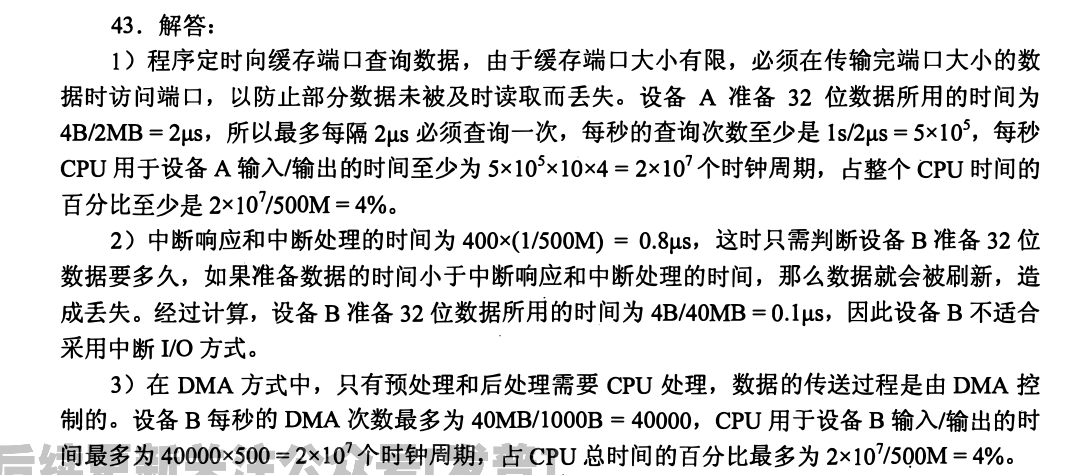 43．解答：
1）程序定时向缓存端口查询数据，由于缓存端口大小有限，必须在传输完端口大小的数
据时访问端口，以防止部分数据未被及时读取而丢失。设备 A 准备 32 位数据所用的时间为
4B/2MB = 2μs，所以最多每隔 2μs 必须查询一次，每秒的查询次数至少是 1s/2μs = 5×10⁵，每秒
CPU 用于设备 A 输入/输出的时间至少为 5×10⁵×10×4 = 2×10⁷ 个时钟周期，占整个 CPU 时间的
百分比至少是 2×10⁷/500M = 4%。
2）中断响应和中断处理的时间为 400×(1/500M) = 0.8μs，这时只需判断设备 B 准备 32 位
数据要多久，如果准备数据的时间小于中断响应和中断处理的时间，那么数据就会被刷新，造
成丢失。经过计算，设备 B 准备 32 位数据所用的时间为 4B/40MB = 0.1μs，因此设备 B 不适合
采用中断 I/O 方式。
3）在 DMA 方式中，只有预处理和后处理需要 CPU 处理，数据的传送过程是由 DMA 控
制的。设备 B 每秒的 DMA 次数最多为 40MB/1000B = 40000，CPU 用于设备 B 输入/输出的时
间最多为 40000×500 = 2×10⁷ 个时钟周期，占 CPU 总时间的百分比最多为 2×10⁷/500M = 4%。